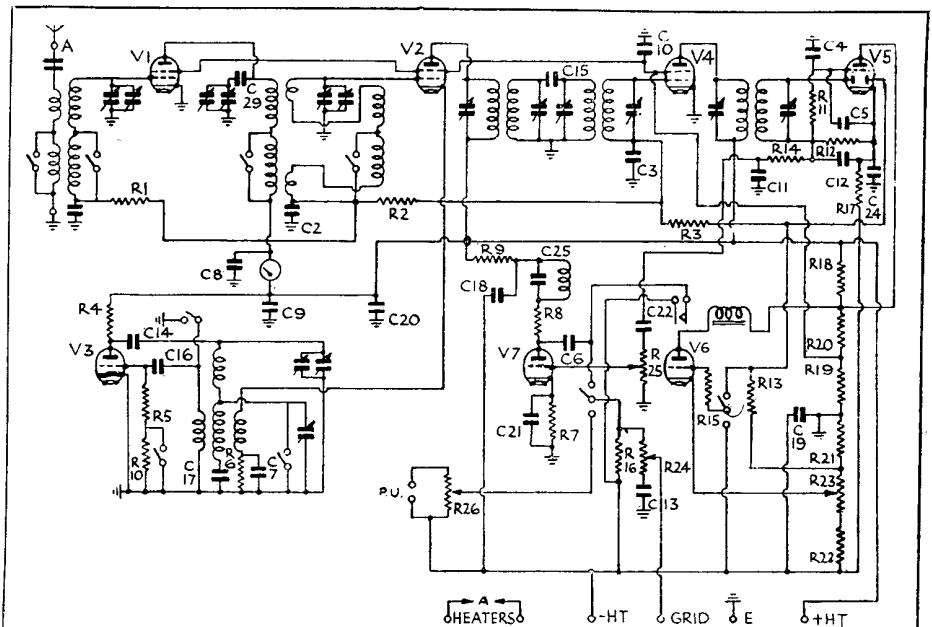 A
V1
C
29
V2
C
10
C15
V4
C4
V5
R
11
C5
R12
R14
C3
C11
C12
R17
C
24
R1
C2
R2
R3
C8
R9
C25
C18
C9
C20
R4
C14
V3
C16
R5
R
10
C
17
R
6
C
7
R8
V7
C6
C21
R7
C22
R
25
V6
R15
R13
R18
R20
R19
C
19
R21
R23
R22
P.U.
R26
R
16
R24
C13
A
HEATERS
-HT
GRID
E
+HT